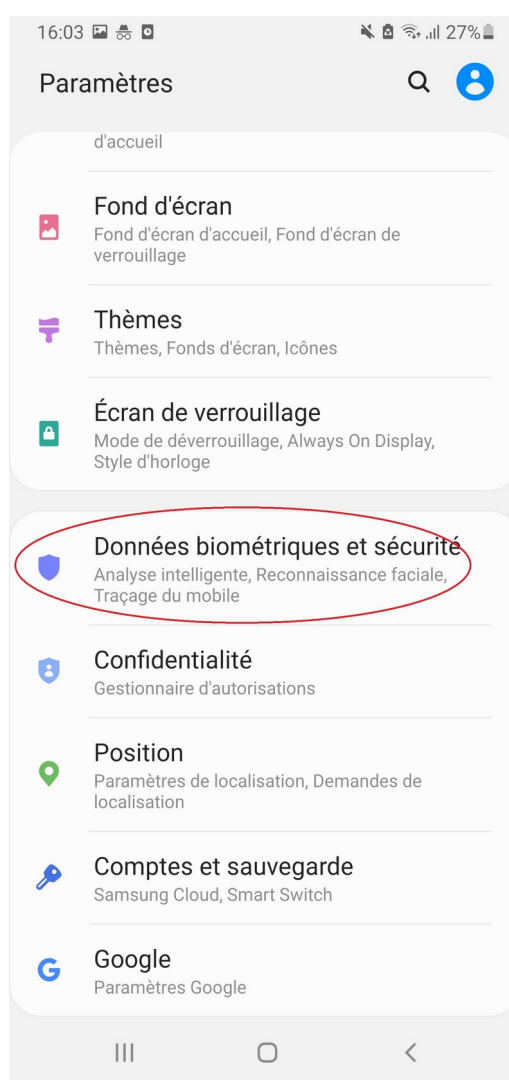 16:03 27%
Paramètres
d'accueil
Fond d'écran
Fond d'écran d'accueil, Fond d'écran de
verrouillage
Thèmes
Thèmes, Fonds d'écran, Icônes
Écran de verrouillage
Mode de déverrouillage, Always On Display,
Style d'horloge
Données biométriques et sécurité
Analyse intelligente, Reconnaissance faciale,
Traçage du mobile
Confidentialité
Gestionnaire d'autorisations
Position
Paramètres de localisation, Demandes de
localisation
Comptes et sauvegarde
Samsung Cloud, Smart Switch
Google
Paramètres Google